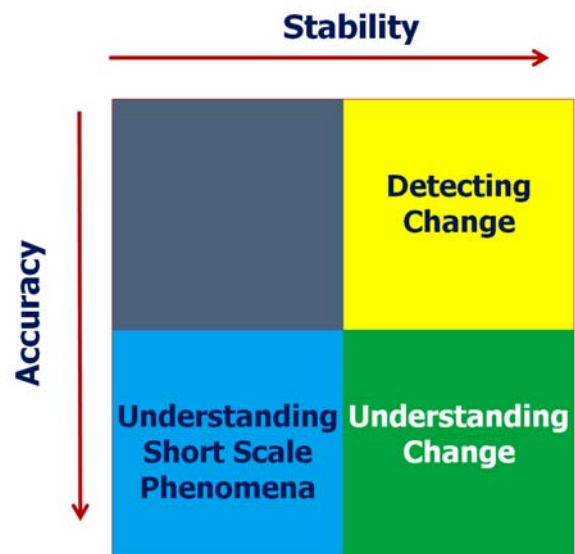 Stability
Accuracy
Detecting
Change
Understanding
Short Scale
Phenomena
Understanding
Change